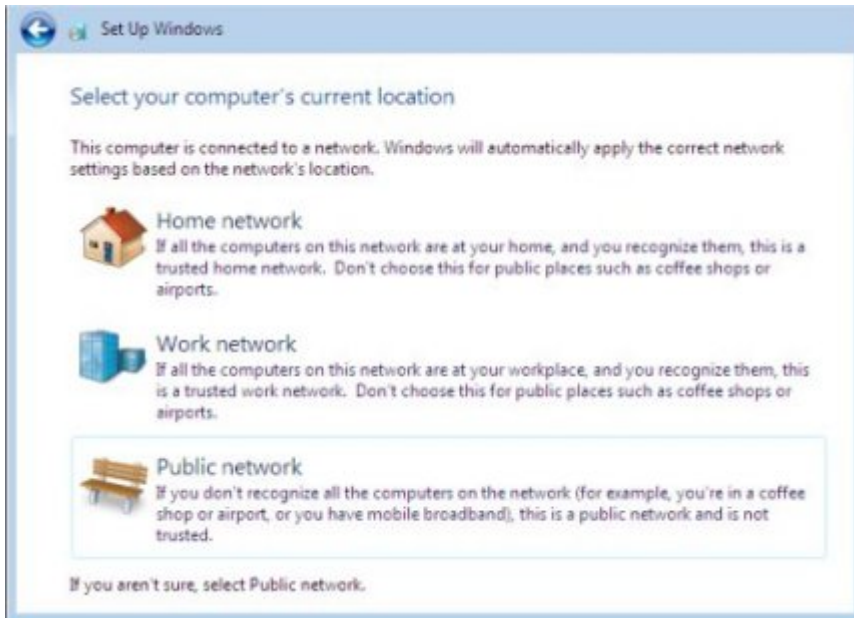 Set Up Windows
Select your computer's current location
This computer is connected to a network. Windows will automatically apply the correct network
settings based on the network's location.
Home network
If all the computers on this network are at your home, and you recognize them, this is a
trusted home network. Don't choose this for public places such as coffee shops or
airports.
Work network
If all the computers on this network are at your workplace, and you recognize them, this
is a trusted work network. Don't choose this for public places such as coffee shops or
airports.
Public network
If you don't recognize all the computers on the network (for example, you're in a coffee
shop or airport, or you have mobile broadband), this is a public network and is not
trusted.
If you aren't sure, select Public network.